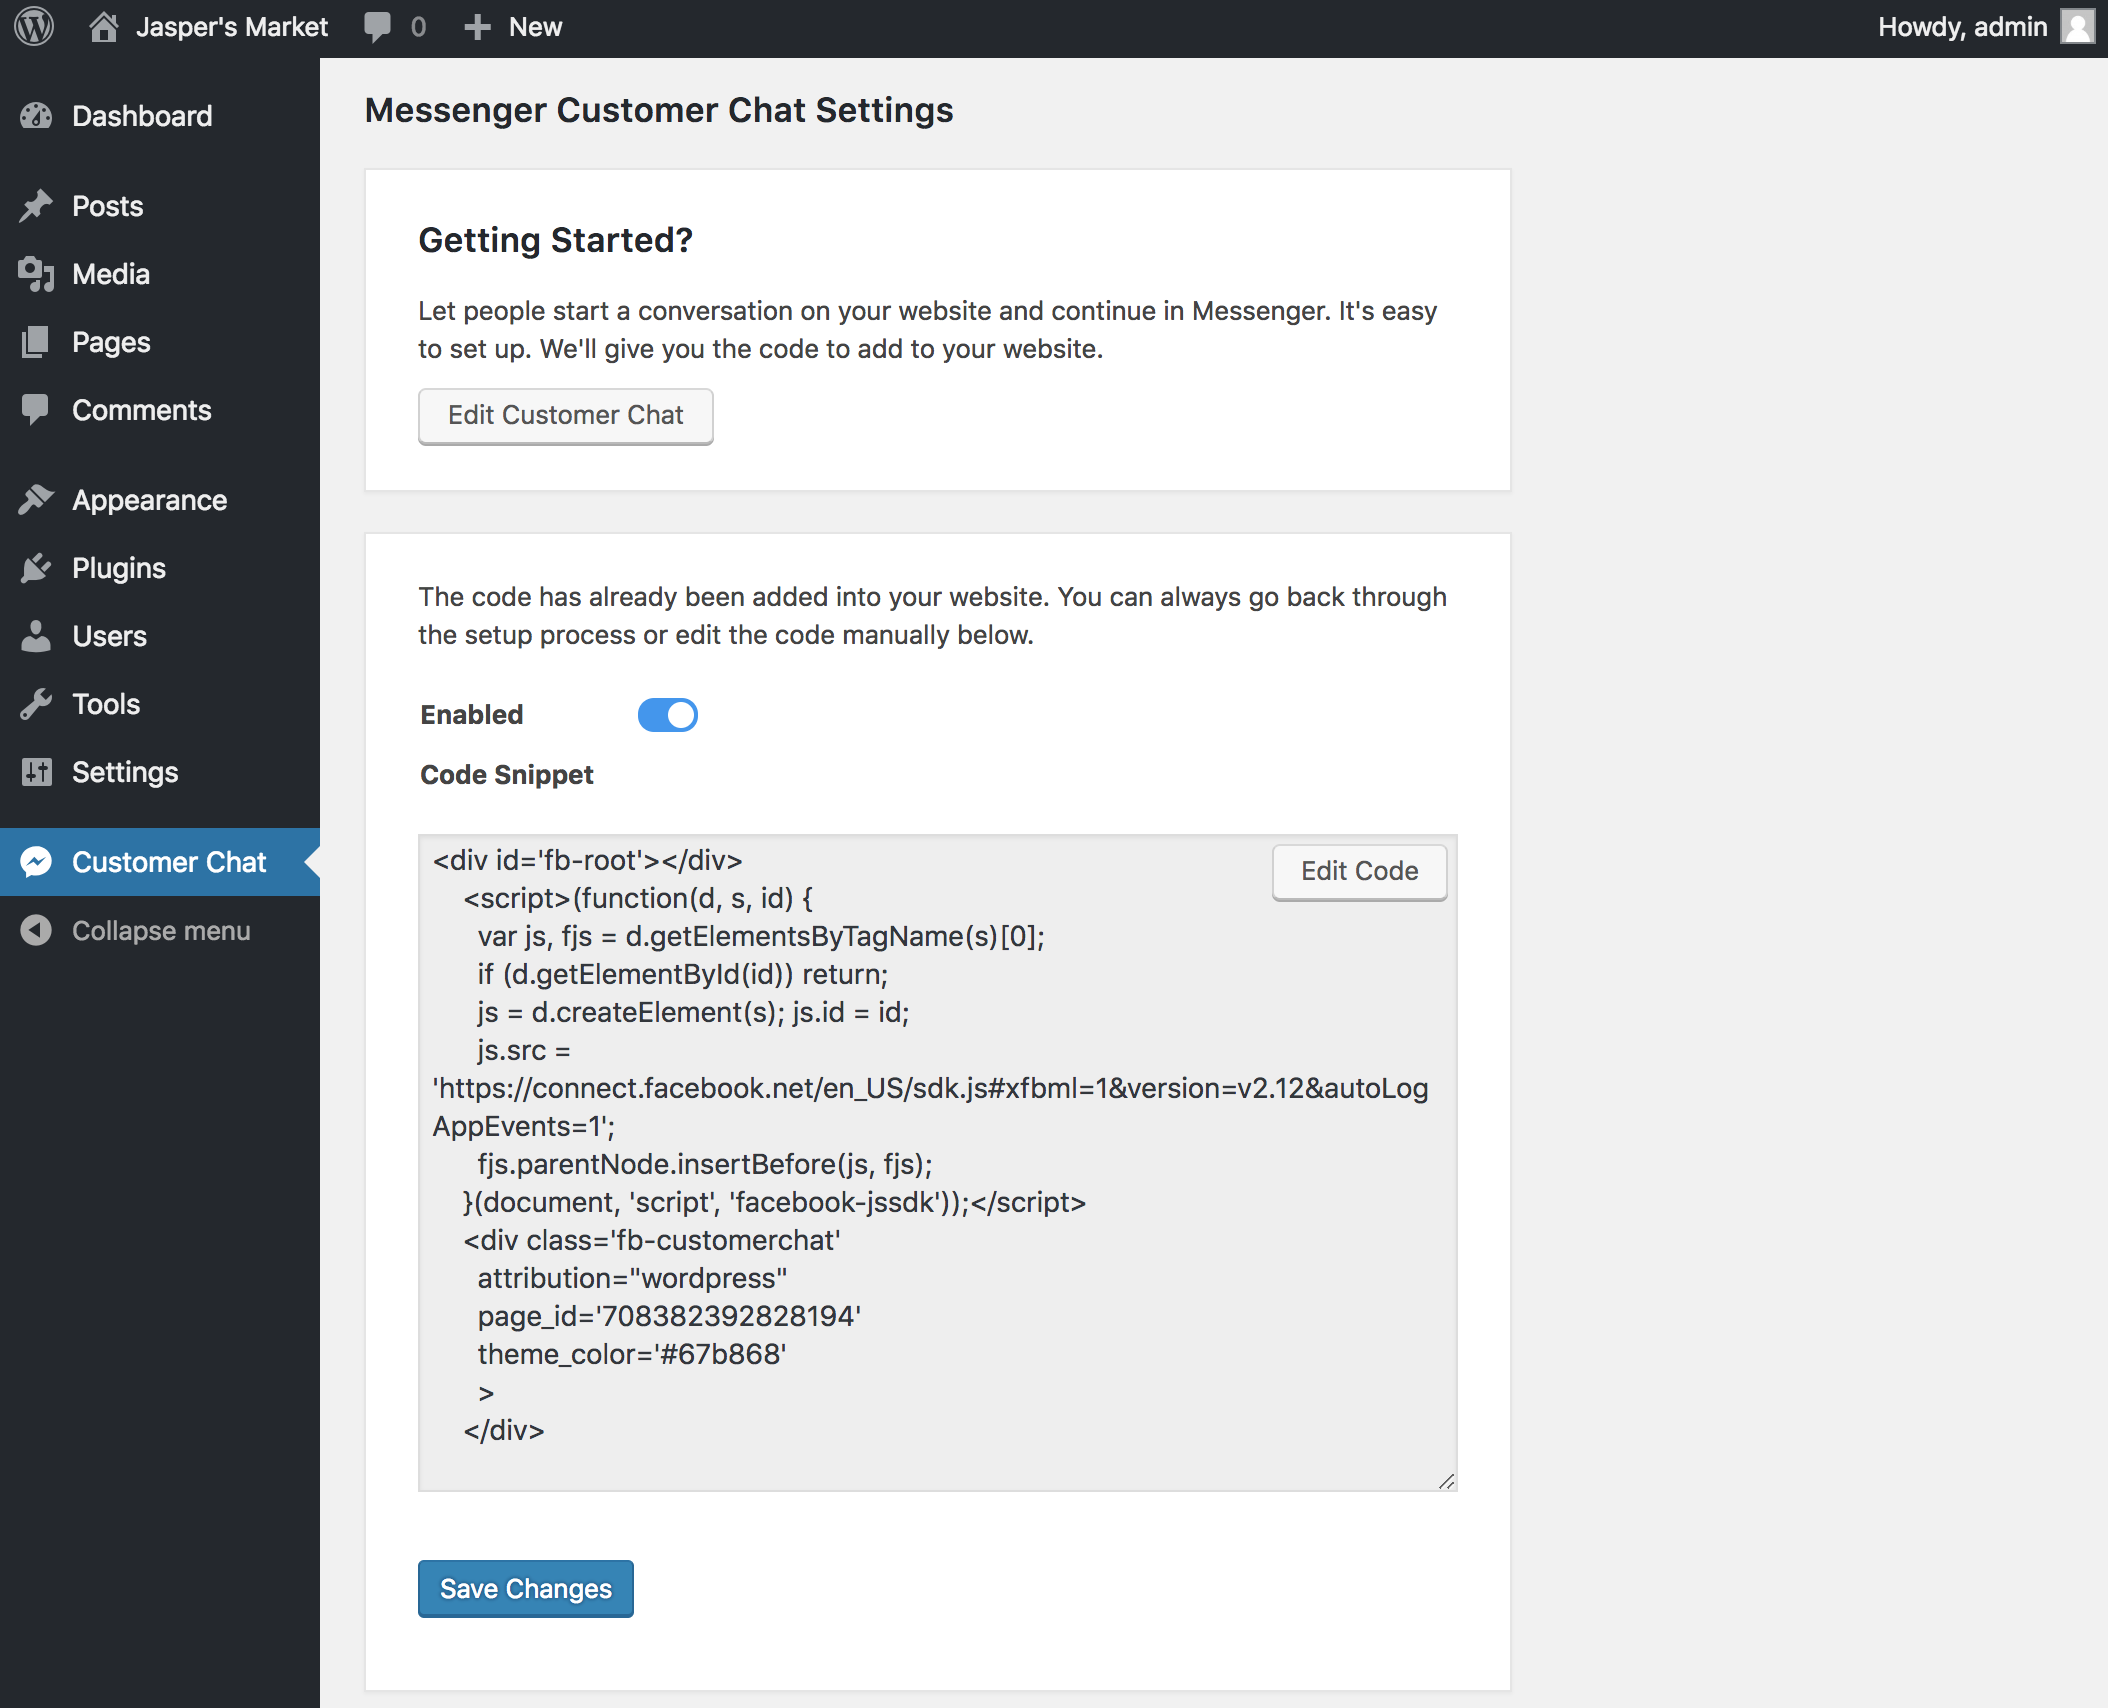 Jasper's Market 0 New Howdy, admin
Dashboard
Posts
Media
Pages
Comments
Appearance
Plugins
Users
Tools
Settings
Customer Chat
Collapse menu
Messenger Customer Chat Settings
Getting Started?
Let people start a conversation on your website and continue in Messenger. It's easy
to set up. We'll give you the code to add to your website.
Edit Customer Chat
The code has already been added into your website. You can always go back through
the setup process or edit the code manually below.
Enabled
Code Snippet
Edit Code
<div id='fb-root'></div>
<script>(function(d, s, id) {
var js, fjs = d.getElementsByTagName(s)[0];
if (d.getElementById(id)) return;
js = d.createElement(s); js.id = id;
js.src =
'https://connect.facebook.net/en_US/sdk.js#xfbml=1&version=v2.12&autoLog
AppEvents=1';
fjs.parentNode.insertBefore(js, fjs);
}(document, 'script', 'facebook-jssdk'));</script>
<div class='fb-customerchat'
attribution="wordpress"
page_id='708382392828194'
theme_color='#67b868'
>
</div>
Save Changes